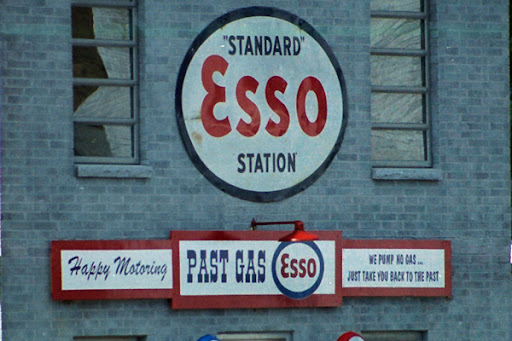 "STANDARD"
Esso
STATION
Happy Motoring
PAST GAS
Esso
WE PUMP NO GAS ...
JUST TAKE YOU BACK TO THE PAST